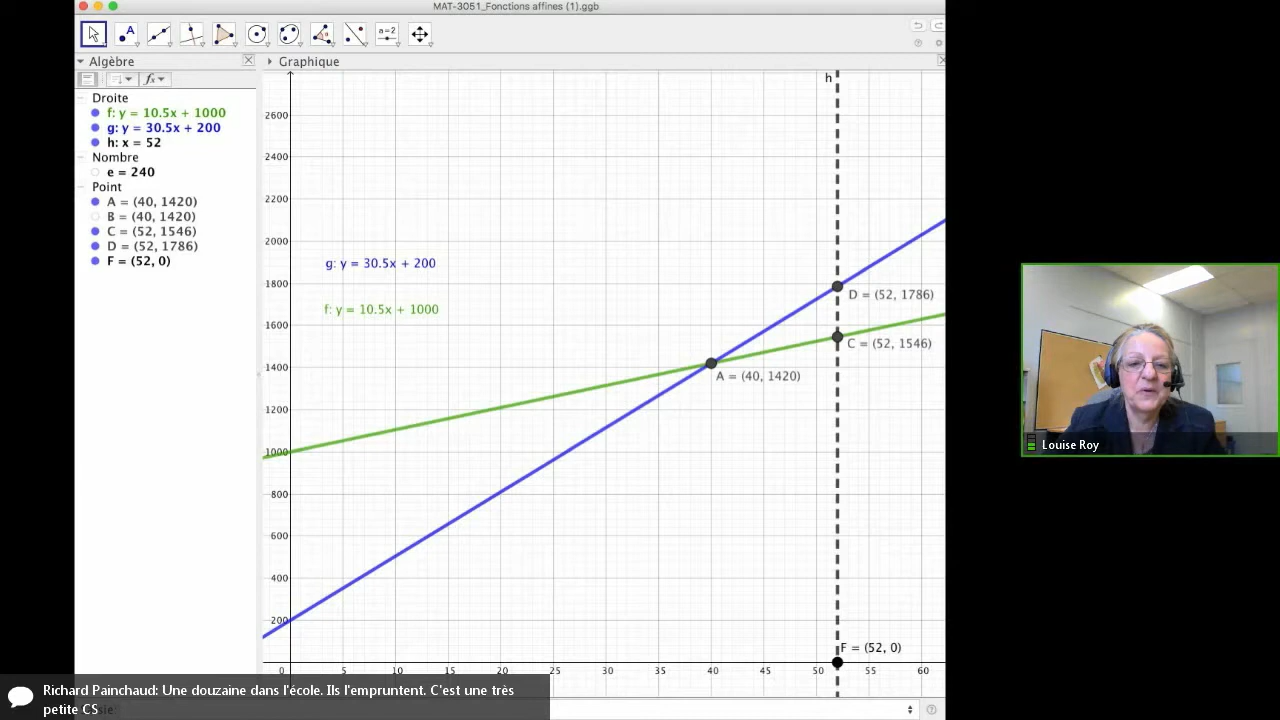 MAT-3051_Fonctions affines (1).ggb
A
a=2
Algèbre
Graphique
fx
Droite
f: y = 10.5x + 1000
g: y = 30.5x + 200
h: x = 52
Nombre
e = 240
Point
A = (40, 1420)
B = (40, 1420)
C = (52, 1546)
D = (52, 1786)
F = (52, 0)
h
2600
2400
2200
2000
1800
1600
1400
1200
1000
800
600
400
200
g: y = 30.5x + 200
f: y = 10.5x + 1000
D = (52, 1786)
C = (52, 1546)
A = (40, 1420)
F = (52, 0)
0 5 10 15 20 25 30 35 40 45 50 55 60
Louise Roy
Richard Painchaud: Une douzaine dans l'école. Ils l'empruntent. C'est une très
petite CS